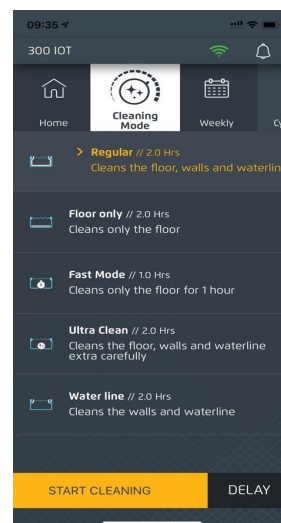 09:35
300 IOT
Home
Cleaning
Mode
Weekly
Cy
> Regular // 2.0 Hrs
Cleans the floor, walls and waterlin
Floor only // 2.0 Hrs
Cleans only the floor
Fast Mode // 1.0 Hrs
Cleans only the floor for 1 hour
Ultra Clean // 2.0 Hrs
Cleans the floor, walls and waterline
extra carefully
Water line // 2.0 Hrs
Cleans the walls and waterline
START CLEANING
DELAY